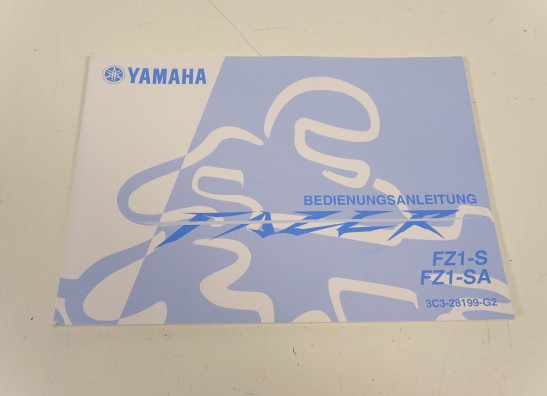 YAMAHA
BEDIENUNGSANLEITUNG
FAZER
FZ1-S
FZ1-SA
3C3-28199-G2